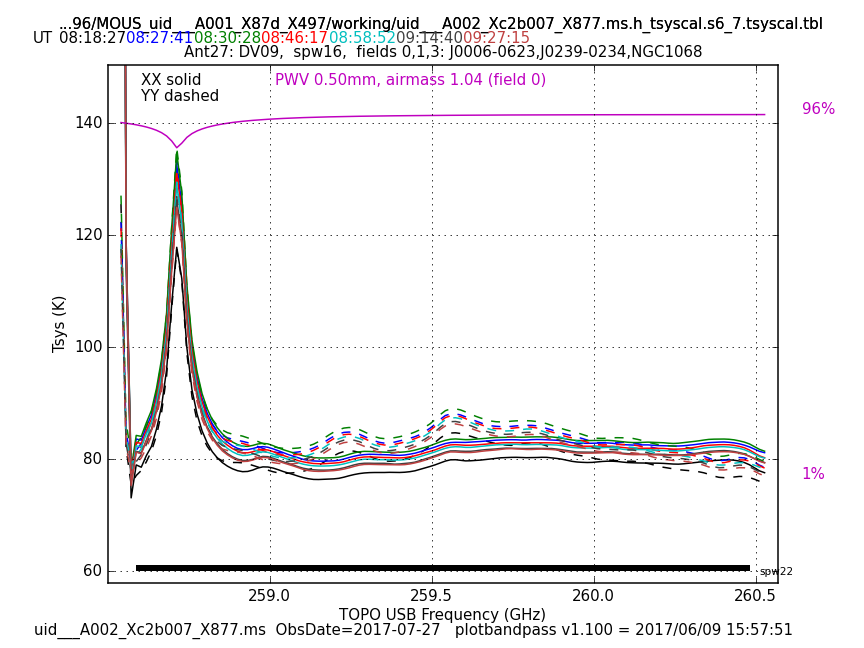 ...96/MOUS_uid___A001_X87d_X497/working/uid___A002_Xc2b007_X877.ms.h_tsyscal.s6_7.tsyscal.tbl
UT 08:18:27 08:27:41 08:30:28 08:46:17 08:58:52 09:14:40 09:27:15
Ant27: DV09, spw16, fields 0,1,3: J0006-0623,J0239-0234,NGC1068
XX solid
PWV 0.50mm, airmass 1.04 (field 0)
YY dashed
96%
140
120
Tsys (K)
100
80
1%
60
spw22
259.0 259.5 260.0 260.5
TOPO USB Frequency (GHz)
uid___A002_Xc2b007_X877.ms ObsDate=2017-07-27 plotbandpass v1.100 = 2017/06/09 15:57:51